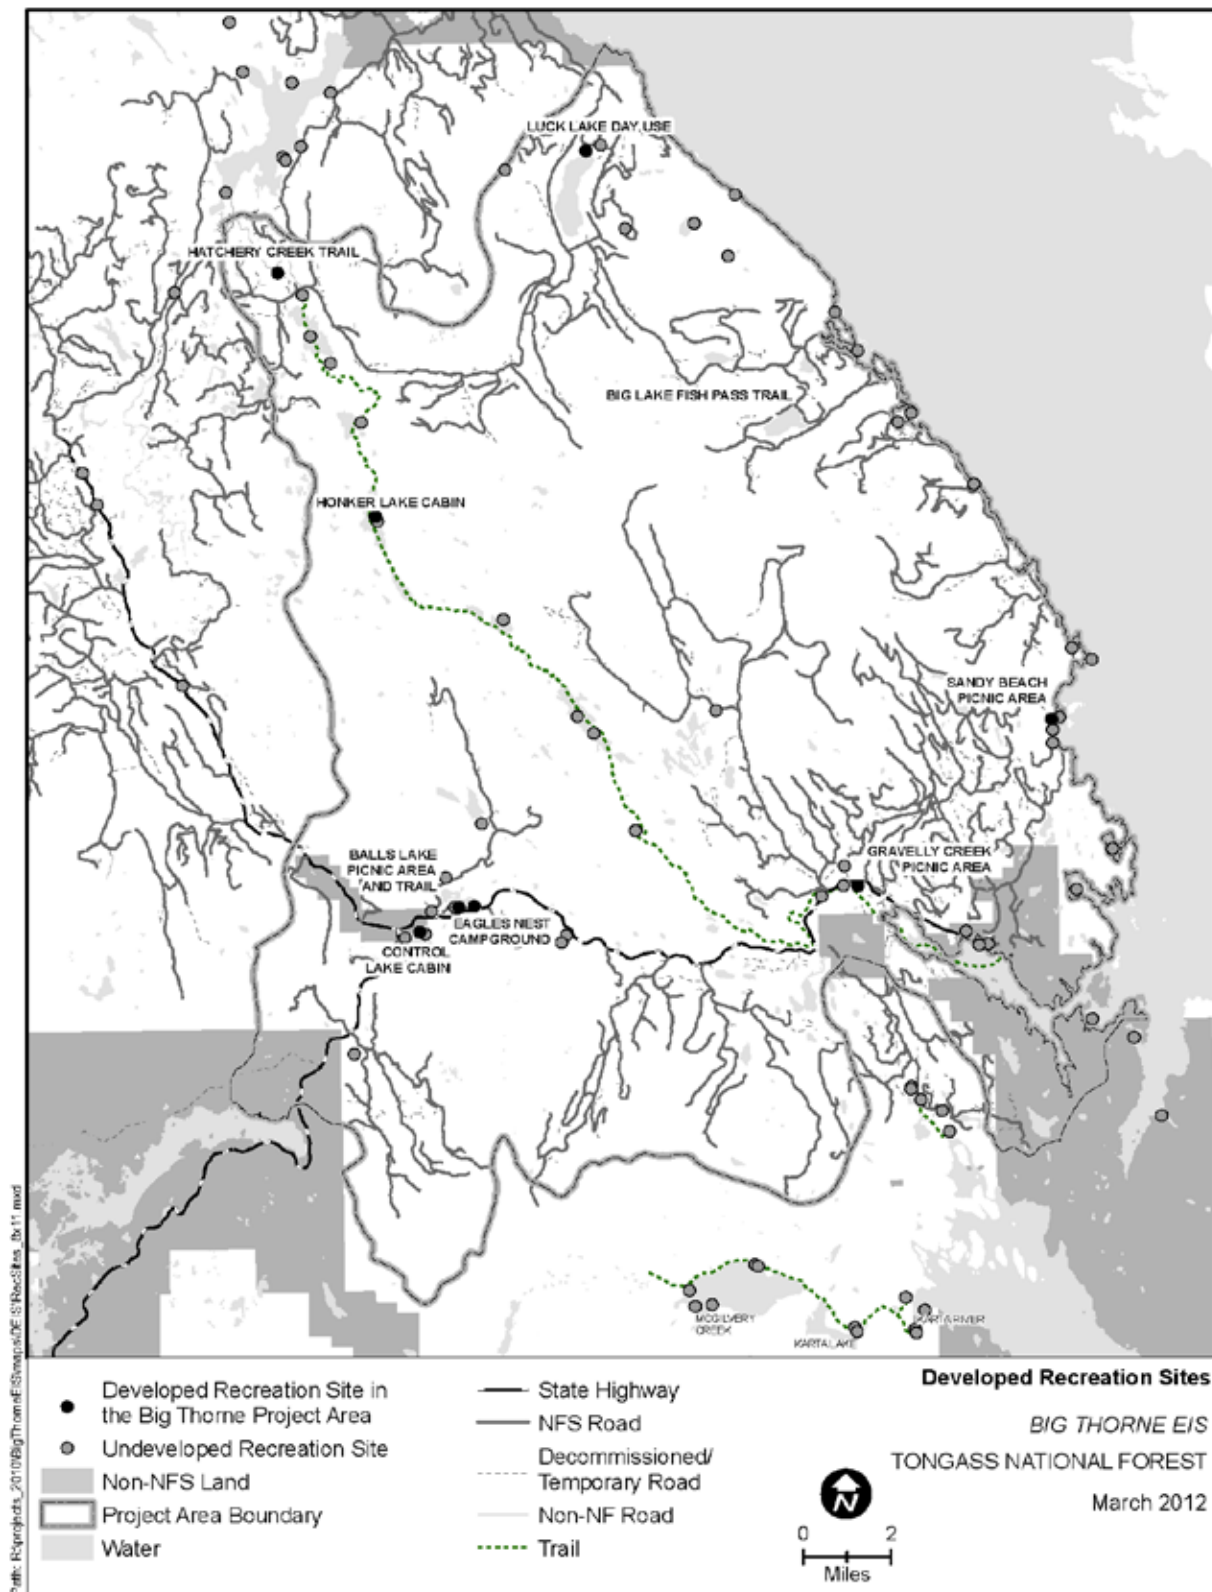 LUCK LAKE DAY USE
HATCHERY CREEK TRAIL
BIG LAKE FISH PASS TRAIL
HONKER LAKE CABIN
SANDY BEACH
PICNIC AREA
BALLS LAKE
PICNIC AREA
AND TRAIL
GRAVELLY CREEK
PICNIC AREA
EAGLES NEST
CAMPGROUND
CONTROL
LAKE CABIN
MCGILVERY
CREEK
KARTA LAKE
KARTA RIVER
Developed Recreation Site in
the Big Thorne Project Area
Undeveloped Recreation Site
Non-NFS Land
Project Area Boundary
Water
State Highway
NFS Road
Decommissioned/
Temporary Road
Non-NF Road
Trail
N
0 2
Miles
Developed Recreation Sites
BIG THORNE EIS
TONGASS NATIONAL FOREST
March 2012